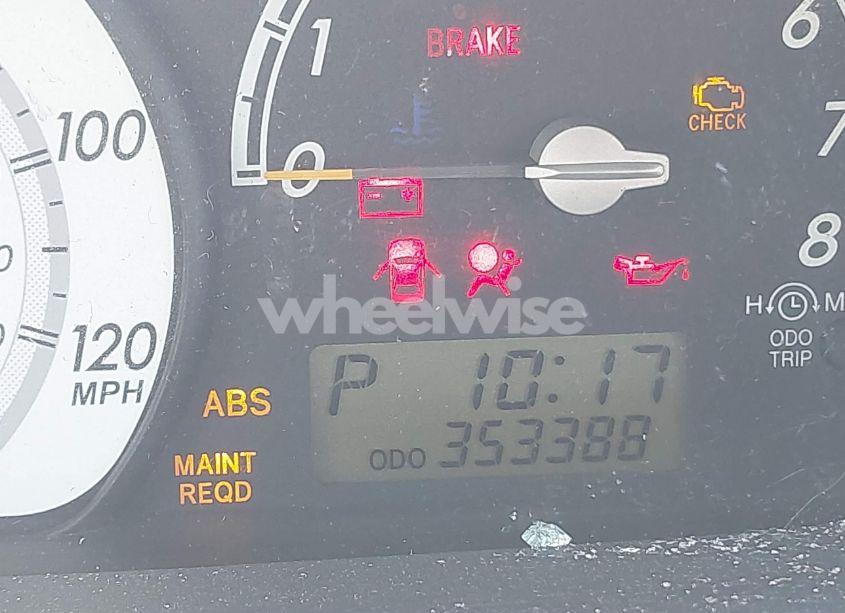 1
BRAKE
6
100
CHECK
7
0
8
wheelwise
H M
ODO
TRIP
120
MPH
P 10:17
ABS
ODO 353388
MAINT
REQD